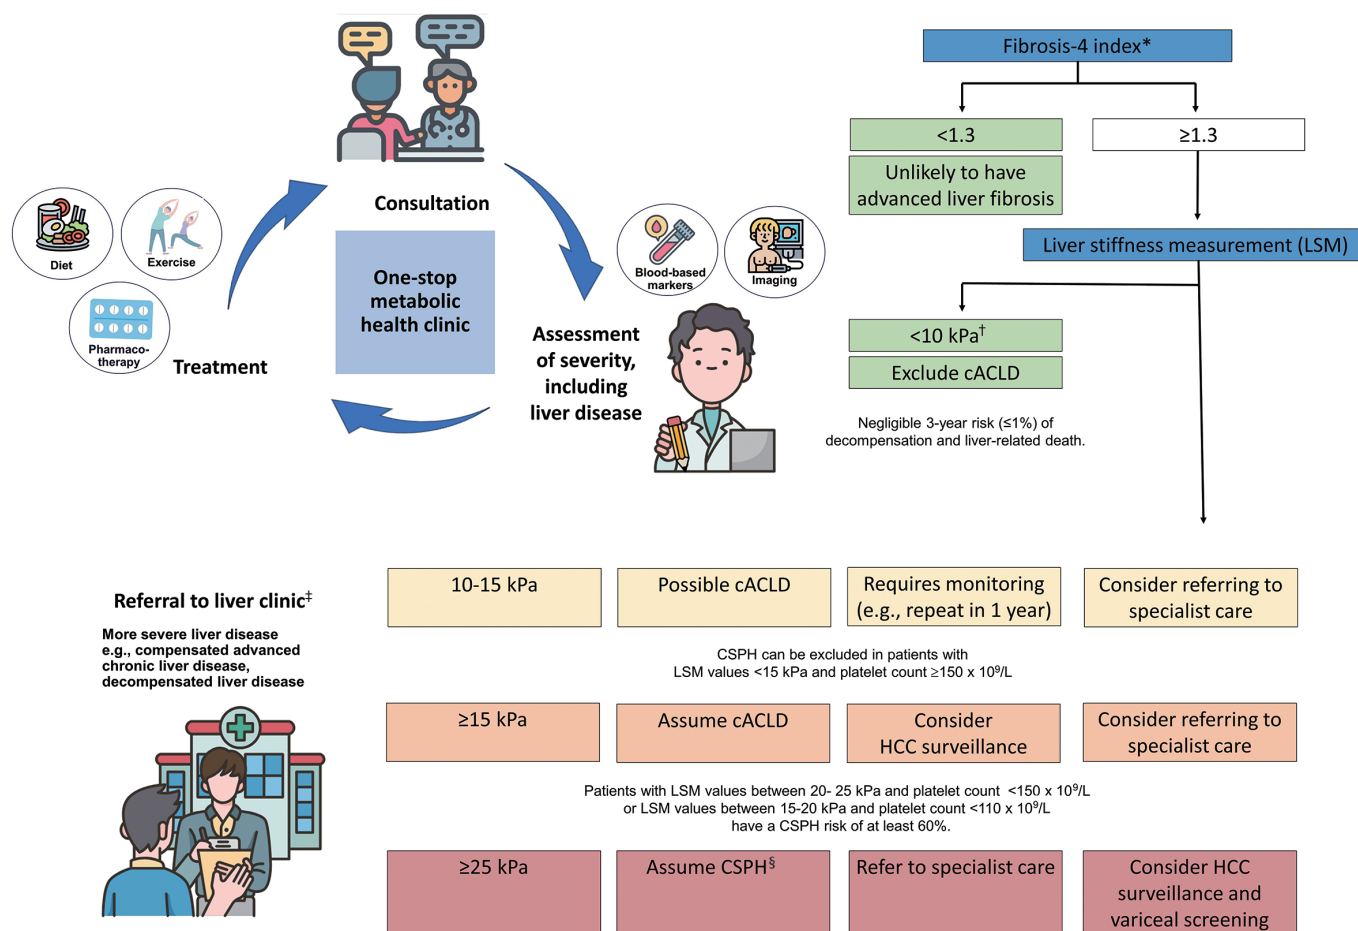 Consultation
One-stop
metabolic
health clinic
Diet
Exercise
Pharmaco-
therapy
Treatment
Blood-based
markers
Imaging
Assessment
of severity,
including
liver disease
Fibrosis-4 index*
<1.3
≥1.3
Unlikely to have
advanced liver fibrosis
Liver stiffness measurement (LSM)
<10 kPa†
Exclude cACLD
Negligible 3-year risk (≤1%) of
decompensation and liver-related death.
Referral to liver clinic‡
More severe liver disease
e.g., compensated advanced
chronic liver disease,
decompensated liver disease
10-15 kPa
Possible cACLD
Requires monitoring
(e.g., repeat in 1 year)
Consider referring to
specialist care
CSPH can be excluded in patients with
LSM values <15 kPa and platelet count ≥150 x 10⁹/L
≥15 kPa
Assume cACLD
Consider
HCC surveillance
Consider referring to
specialist care
Patients with LSM values between 20- 25 kPa and platelet count <150 x 10⁹/L
or LSM values between 15-20 kPa and platelet count <110 x 10⁹/L
have a CSPH risk of at least 60%.
≥25 kPa
Assume CSPH§
Refer to specialist care
Consider HCC
surveillance and
variceal screening